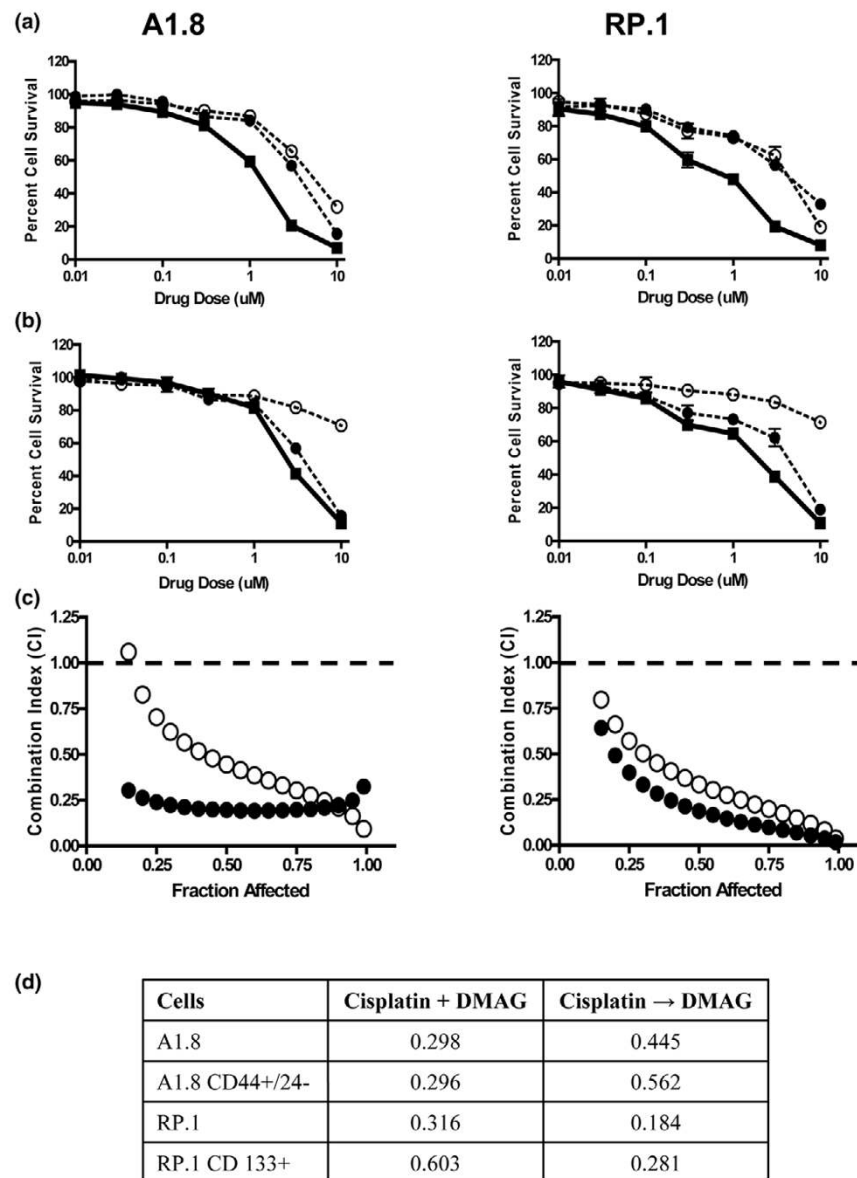 (a)
A1.8
RP.1
120
100
80
60
40
20
0
0.01
0.1
1
10
Percent Cell Survival
Drug Dose (uM)
120
100
80
60
40
20
0
0.01
0.1
1
10
Percent Cell Survival
Drug Dose (uM)
(b)
120
100
80
60
40
20
0
0.01
0.1
1
10
Percent Cell Survival
Drug Dose (uM)
120
100
80
60
40
20
0
0.01
0.1
1
10
Percent Cell Survival
Drug Dose (uM)
(c)
1.25
1.00
0.75
0.50
0.25
0.00
0.00
0.25
0.50
0.75
1.00
Combination Index (CI)
Fraction Affected
1.25
1.00
0.75
0.50
0.25
0.00
0.00
0.25
0.50
0.75
1.00
Combination Index (CI)
Fraction Affected
(d)
Cells Cisplatin + DMAG Cisplatin → DMAG
A1.8 0.298 0.445
A1.8 CD44+/24- 0.296 0.562
RP.1 0.316 0.184
RP.1 CD 133+ 0.603 0.281